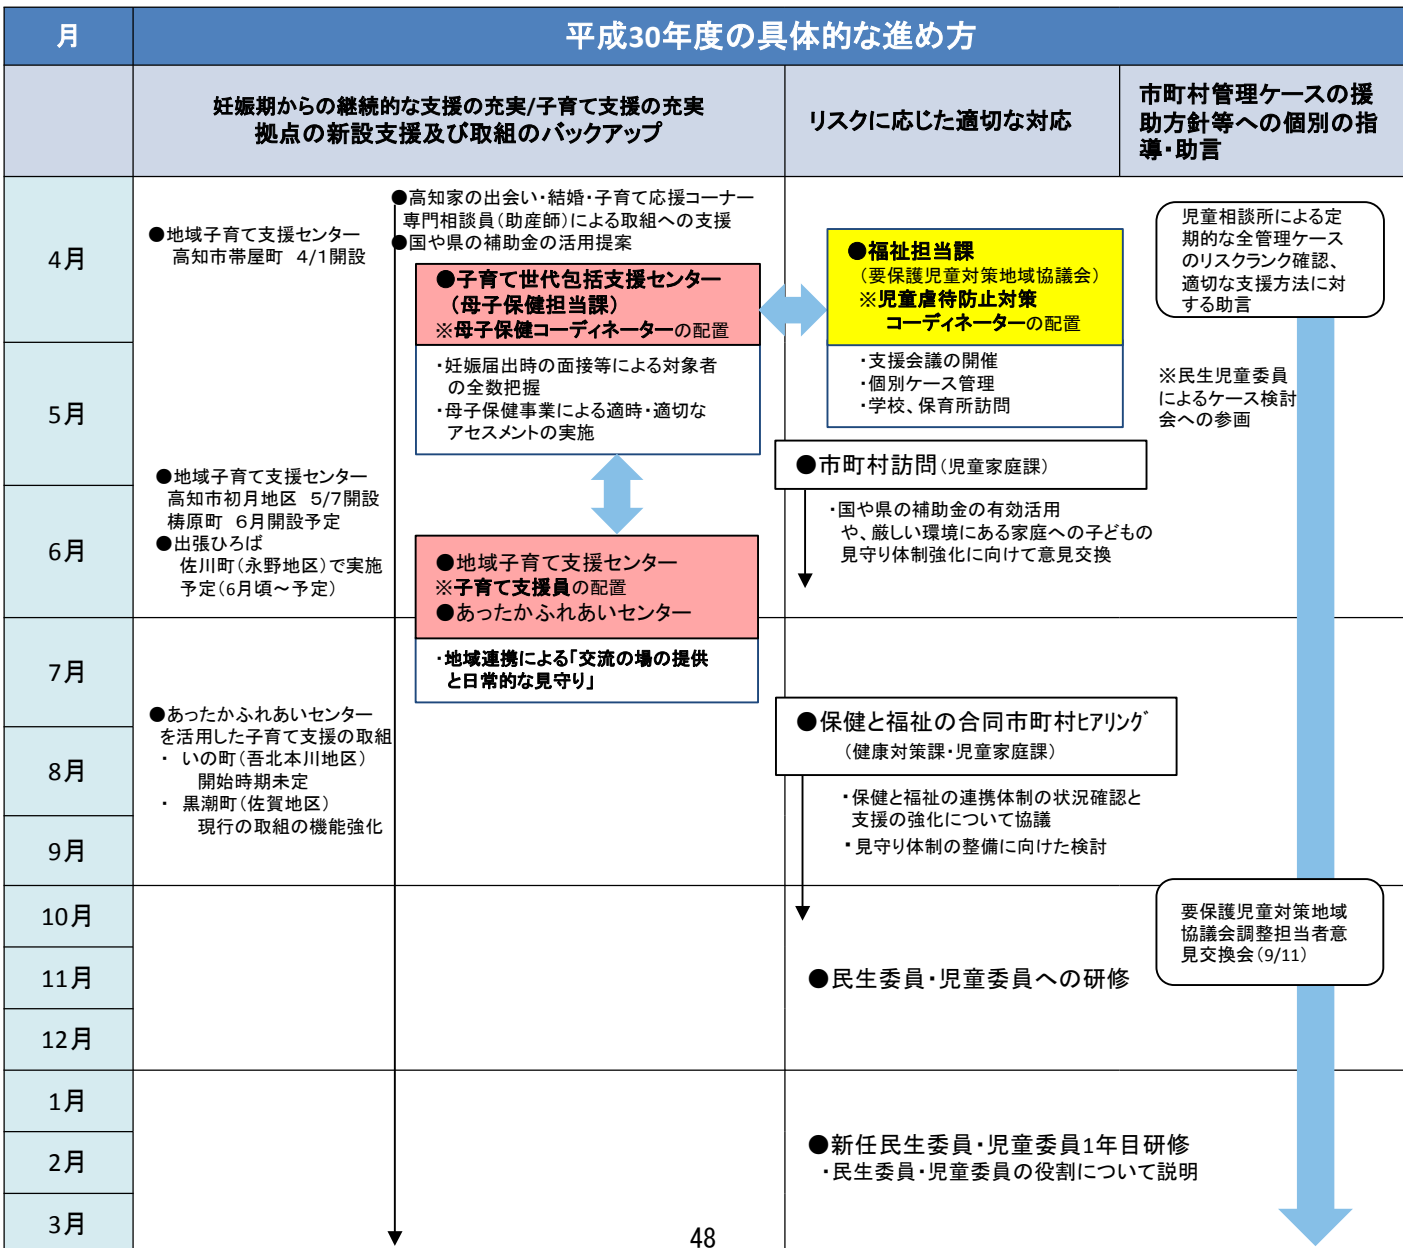 月
平成30年度の具体的な進め方
妊娠期からの継続的な支援の充実/子育て支援の充実
拠点の新設支援及び取組のバックアップ
リスクに応じた適切な対応
市町村管理ケースの援
助方針等への個別の指
導・助言
4月
5月
6月
7月
8月
9月
10月
11月
12月
1月
2月
3月
●地域子育て支援センター
高知市帯屋町 4/1開設
●地域子育て支援センター
高知市初月地区 5/7開設
梼原町 6月開設予定
●出張ひろば
佐川町(永野地区)で実施
予定(6月頃～予定)
●あったかふれあいセンター
を活用した子育て支援の取組
・ いの町(吾北本川地区)
開始時期未定
・ 黒潮町(佐賀地区)
現行の取組の機能強化
●高知家の出会い・結婚・子育て応援コーナー
専門相談員(助産師)による取組への支援
●国や県の補助金の活用提案
●子育て世代包括支援センター
(母子保健担当課)
※母子保健コーディネーターの配置
・妊娠届出時の面接等による対象者
の全数把握
・母子保健事業による適時・適切な
アセスメントの実施
●地域子育て支援センター
※子育て支援員の配置
●あったかふれあいセンター
・地域連携による「交流の場の提供
と日常的な見守り」
●福祉担当課
(要保護児童対策地域協議会)
※児童虐待防止対策
コーディネーターの配置
・支援会議の開催
・個別ケース管理
・学校、保育所訪問
●市町村訪問(児童家庭課)
・国や県の補助金の有効活用
や、厳しい環境にある家庭への子どもの
見守り体制強化に向けて意見交換
●保健と福祉の合同市町村ﾋｱﾘﾝｸﾞ
(健康対策課・児童家庭課)
・保健と福祉の連携体制の状況確認と
支援の強化について協議
・見守り体制の整備に向けた検討
●民生委員・児童委員への研修
●新任民生委員・児童委員1年目研修
・民生委員・児童委員の役割について説明
児童相談所による定
期的な全管理ケース
のリスクランク確認、
適切な支援方法に対
する助言
※民生児童委員
によるケース検討
会への参画
要保護児童対策地域
協議会調整担当者意
見交換会(9/11)
48